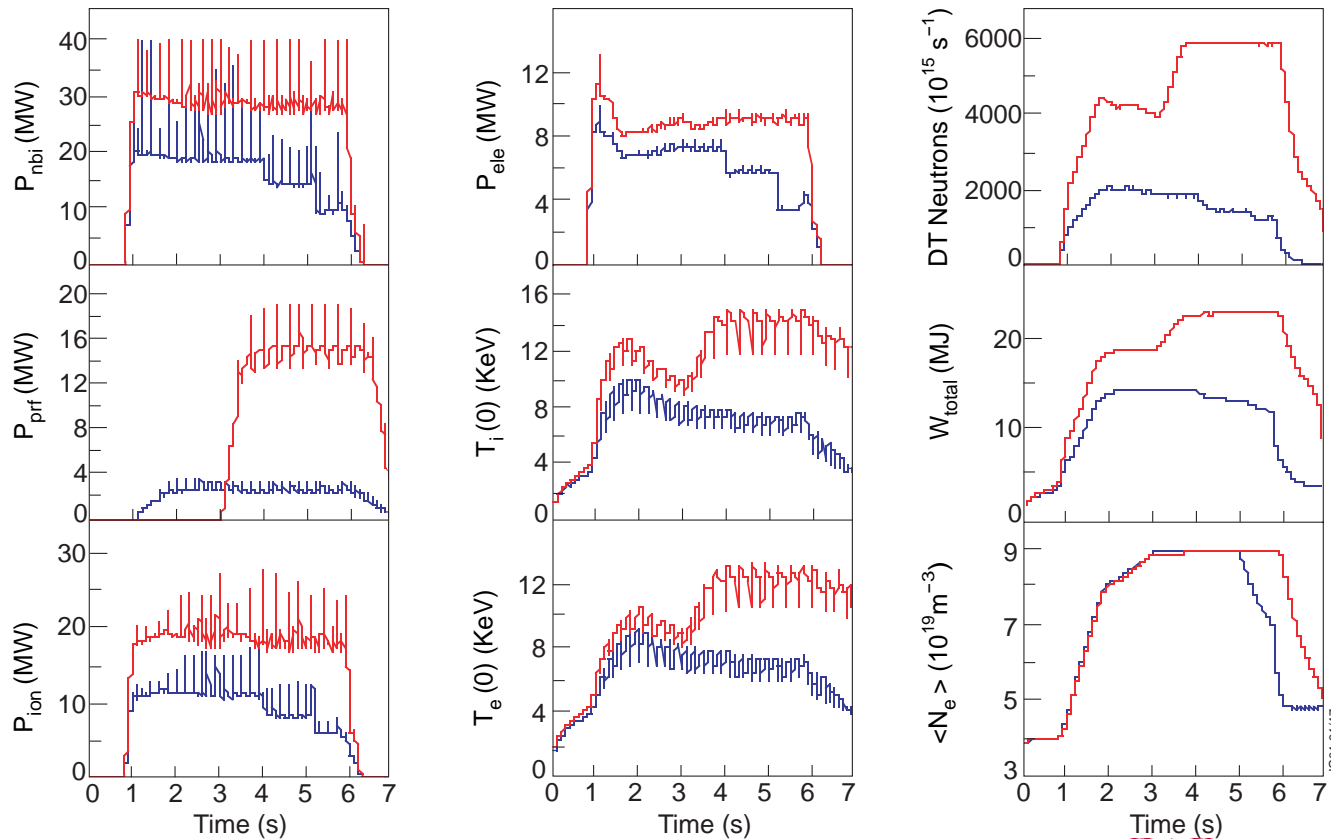 40
30
20
10
0
P_nbi (MW)
12
8
4
0
P_ele (MW)
6000
4000
2000
0
DT Neutrons (10^15 s^−1)
20
16
12
8
4
0
P_prf (MW)
16
12
8
4
0
T_i (0) (KeV)
20
10
0
W_total (MJ)
30
20
10
0
P_ion (MW)
12
8
4
0
T_e (0) (KeV)
9
7
5
3
<N_e > (10^19 m^−3)
0 1 2 3 4 5 6 7
Time (s)
0 1 2 3 4 5 6 7
Time (s)
0 1 2 3 4 5 6 7
Time (s)